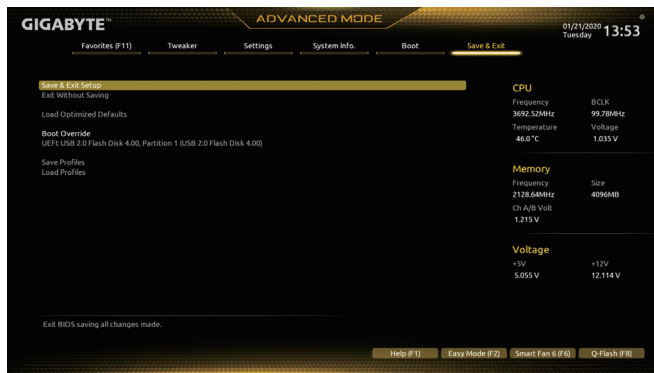 GIGABYTE™
ADVANCED MODE
01/21/2020
Tuesday
13:53
Favorites (F11)
Tweaker
Settings
System Info.
Boot
Save & Exit
Save & Exit Setup
Exit Without Saving
Load Optimized Defaults
Boot Override
UEFI: USB 2.0 Flash Disk 4.00, Partition 1 (USB 2.0 Flash Disk 4.00)
Save Profiles
Load Profiles
CPU
Frequency BCLK
3692.52MHz 99.78MHz
Temperature Voltage
46.0 °C 1.035 V
Memory
Frequency Size
2128.64MHz 4096MB
Ch A/B Volt
1.215 V
Voltage
+5V +12V
5.055 V 12.114 V
Exit BIOS saving all changes made.
Help (F1)
Easy Mode (F2)
Smart Fan 6 (F6)
Q-Flash (F8)